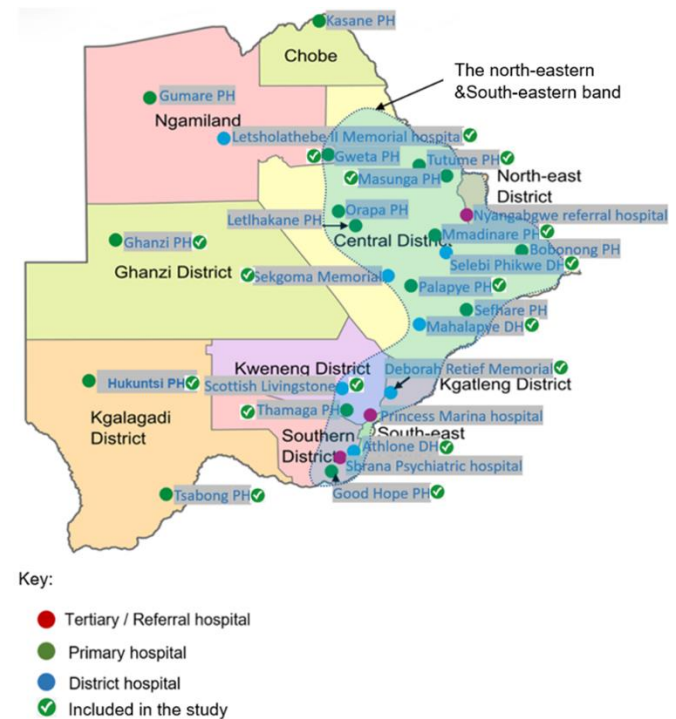 Kasane PH
Chobe
The north-eastern
&South-eastern band
Gumare PH
Ngamiland
Letsholathebe II Memorial hospita
Gweta PH
Tutume PH
Masunga PH
North-east
District
Orapa PH
Nyangabgwe referral hospital
Letlhakane PH
Central District
Mmadinare PH
Ghanzi PH
Bobonong PH
Ghanzi District
Sekgoma Memorial
Selebi Phikwe DH
Palapye PH
Sefhare PH
Mahalapye DH
Kweneng District
Deborah Retief Memorial
Hukuntsi PH
Scottish Livingstone
Kgatleng District
Kgalagadi
District
Thamaga PH
Princess Marina hospital
Southern
District
South-east
Athlone DH
Sbrana Psychiatric hospital
Tsabong PH
Good Hope PH
Key:
Tertiary / Referral hospital
Primary hospital
District hospital
Included in the study